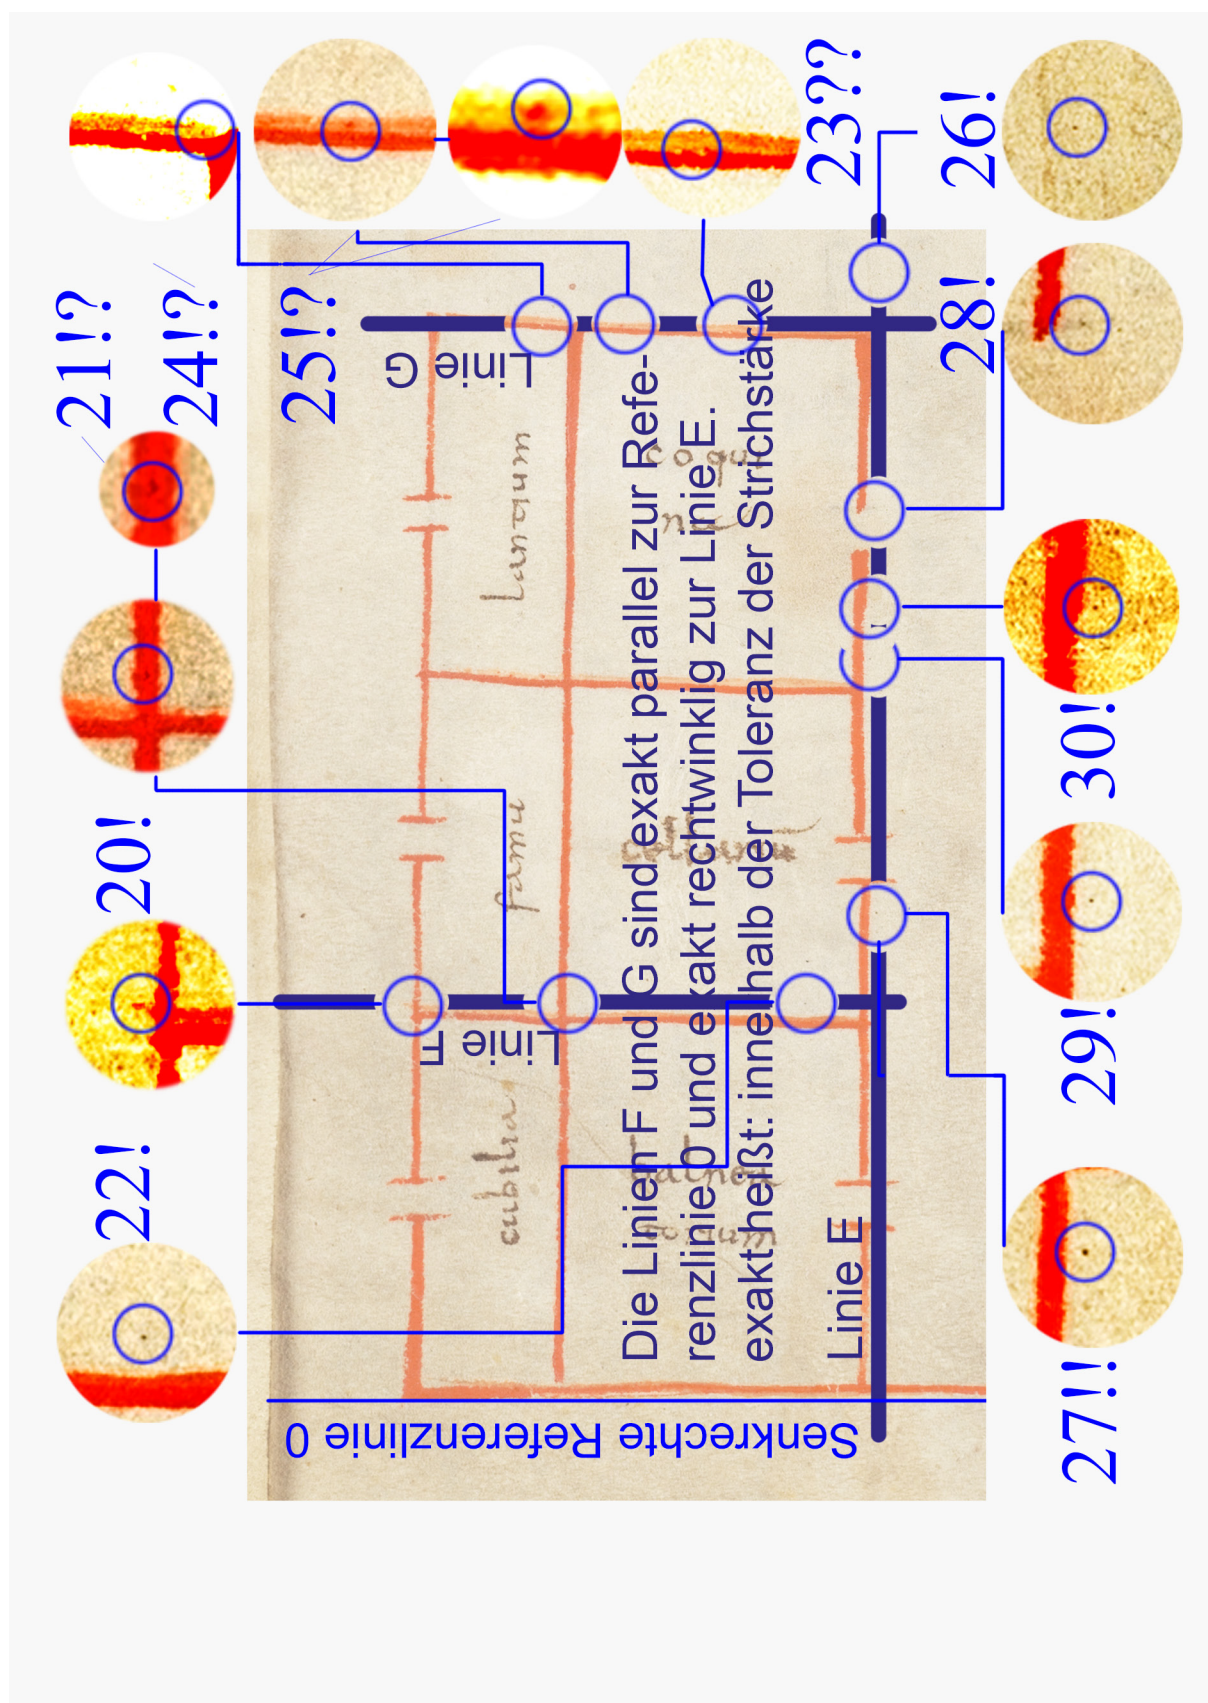 21!?
24!?
25!?
23??
26!
28!
20!
30!
22!
29!
27!!
Linie G
Linie F
Linie E
Die Linien F und G sind exakt parallel zur Refe-
renzlinie 0 und exakt rechtwinklig zur Linie E.
exakt heißt: innerhalb der Toleranz der Strichstärke
Senkrechte Referenzlinie 0
coqui
na